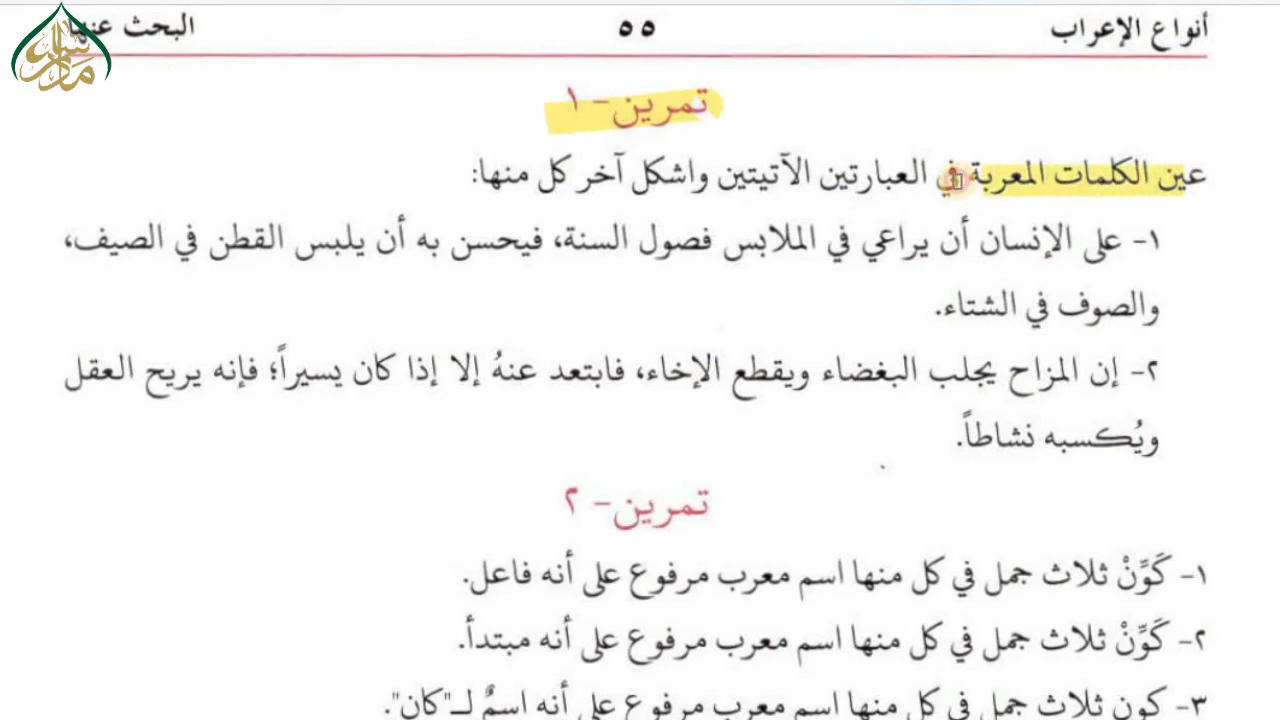 أنواع الإعراب ٥٥ البحث عنها
تمرين - ١
عين الكلمات المعربة في العبارتين الآتيتين واشكل آخر كل منها:
١- على الإنسان أن يراعي في الملابس فصول السنة، فيحسن به أن يلبس القطن في الصيف،
والصوف في الشتاء.
٢- إن المزاح يجلب البغضاء ويقطع الإخاء، فابتعد عنهُ إلا إذا كان يسيراً؛ فإنه يريح العقل
ويُكسبه نشاطاً.
تمرين - ٢
١- كَوِّنْ ثلاث جمل في كل منها اسم معرب مرفوع على أنه فاعل.
٢- كَوِّنْ ثلاث جمل في كل منها اسم معرب مرفوع على أنه مبتدأ.
٣- كون ثلاث جمل في كل منها اسم معرب مرفوع على أنه اسمٌ لـ"كان".